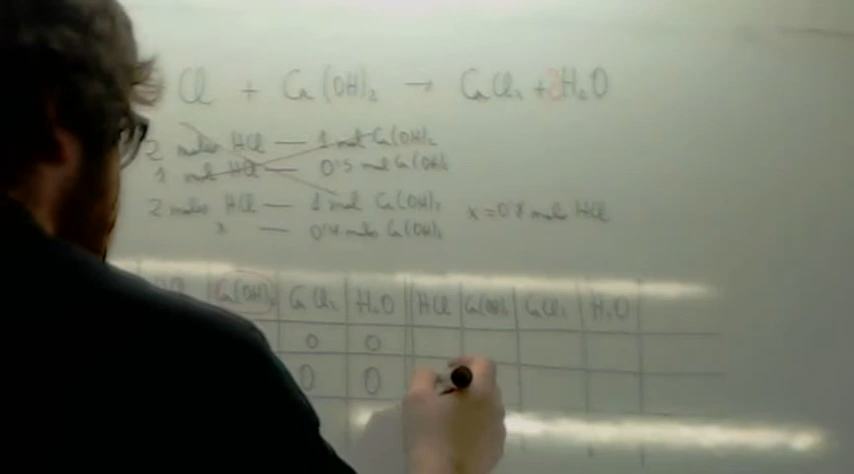 Cl + Ca(OH)₂ → CaCl₂ + 2H₂O
2 moles HCl — 1 mol Ca(OH)₂
1 mol HCl — 0'5 mol Ca(OH)₂
2 moles HCl — 1 mol Ca(OH)₂ x = 0'8 moles HCl
x — 0'4 moles Ca(OH)₂
HCl Ca(OH)₂ CaCl₂ H₂O HCl Ca(OH)₂ CaCl₂ H₂O
0 0
0 0